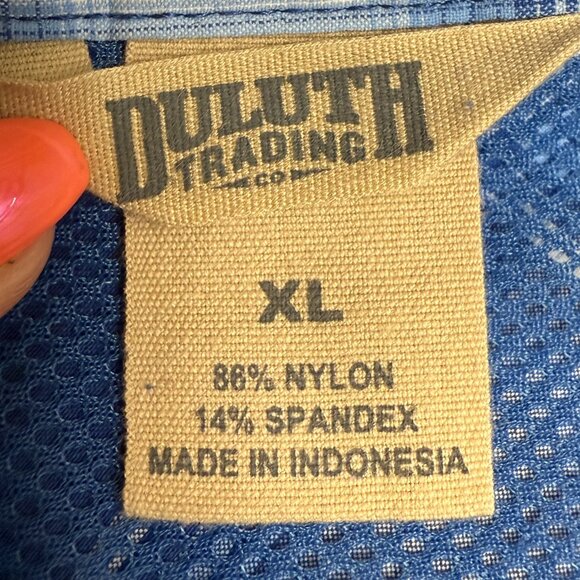 DULUTH
TRADING
CO
XL
86% NYLON
14% SPANDEX
MADE IN INDONESIA